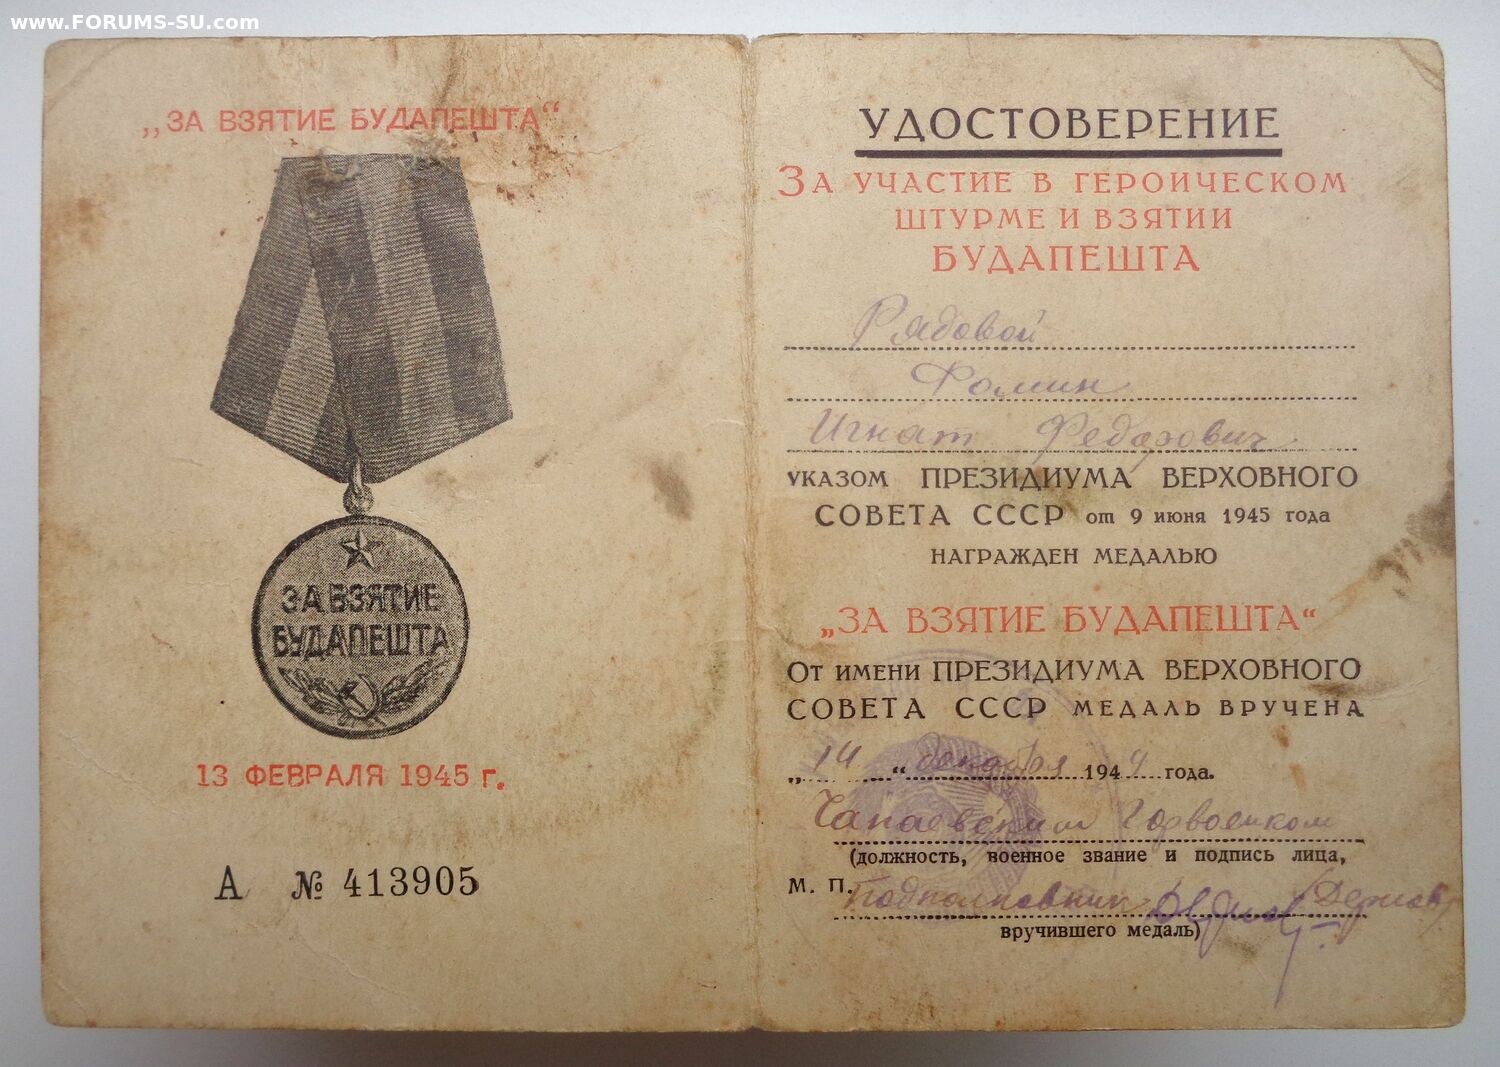 www.FORUMS-SU.com
„ЗА ВЗЯТИЕ БУДАПЕШТА“
ЗА ВЗЯТИЕ
БУДАПЕШТА
13 ФЕВРАЛЯ 1945 г.
А № 413905
УДОСТОВЕРЕНИЕ
ЗА УЧАСТИЕ В ГЕРОИЧЕСКОМ
ШТУРМЕ И ВЗЯТИИ
БУДАПЕШТА
Рядовой
Фомин
Игнат Федорович
УКАЗОМ ПРЕЗИДИУМА ВЕРХОВНОГО
СОВЕТА СССР от 9 июня 1945 года
НАГРАЖДЕН МЕДАЛЬЮ
„ЗА ВЗЯТИЕ БУДАПЕШТА“
ОТ ИМЕНИ ПРЕЗИДИУМА ВЕРХОВНОГО
СОВЕТА СССР МЕДАЛЬ ВРУЧЕНА
„14“ декабря 194 года.
Чапаевский Горвоенком
(должность, военное звание и подпись лица,
М. П. Подполковник
вручившего медаль)